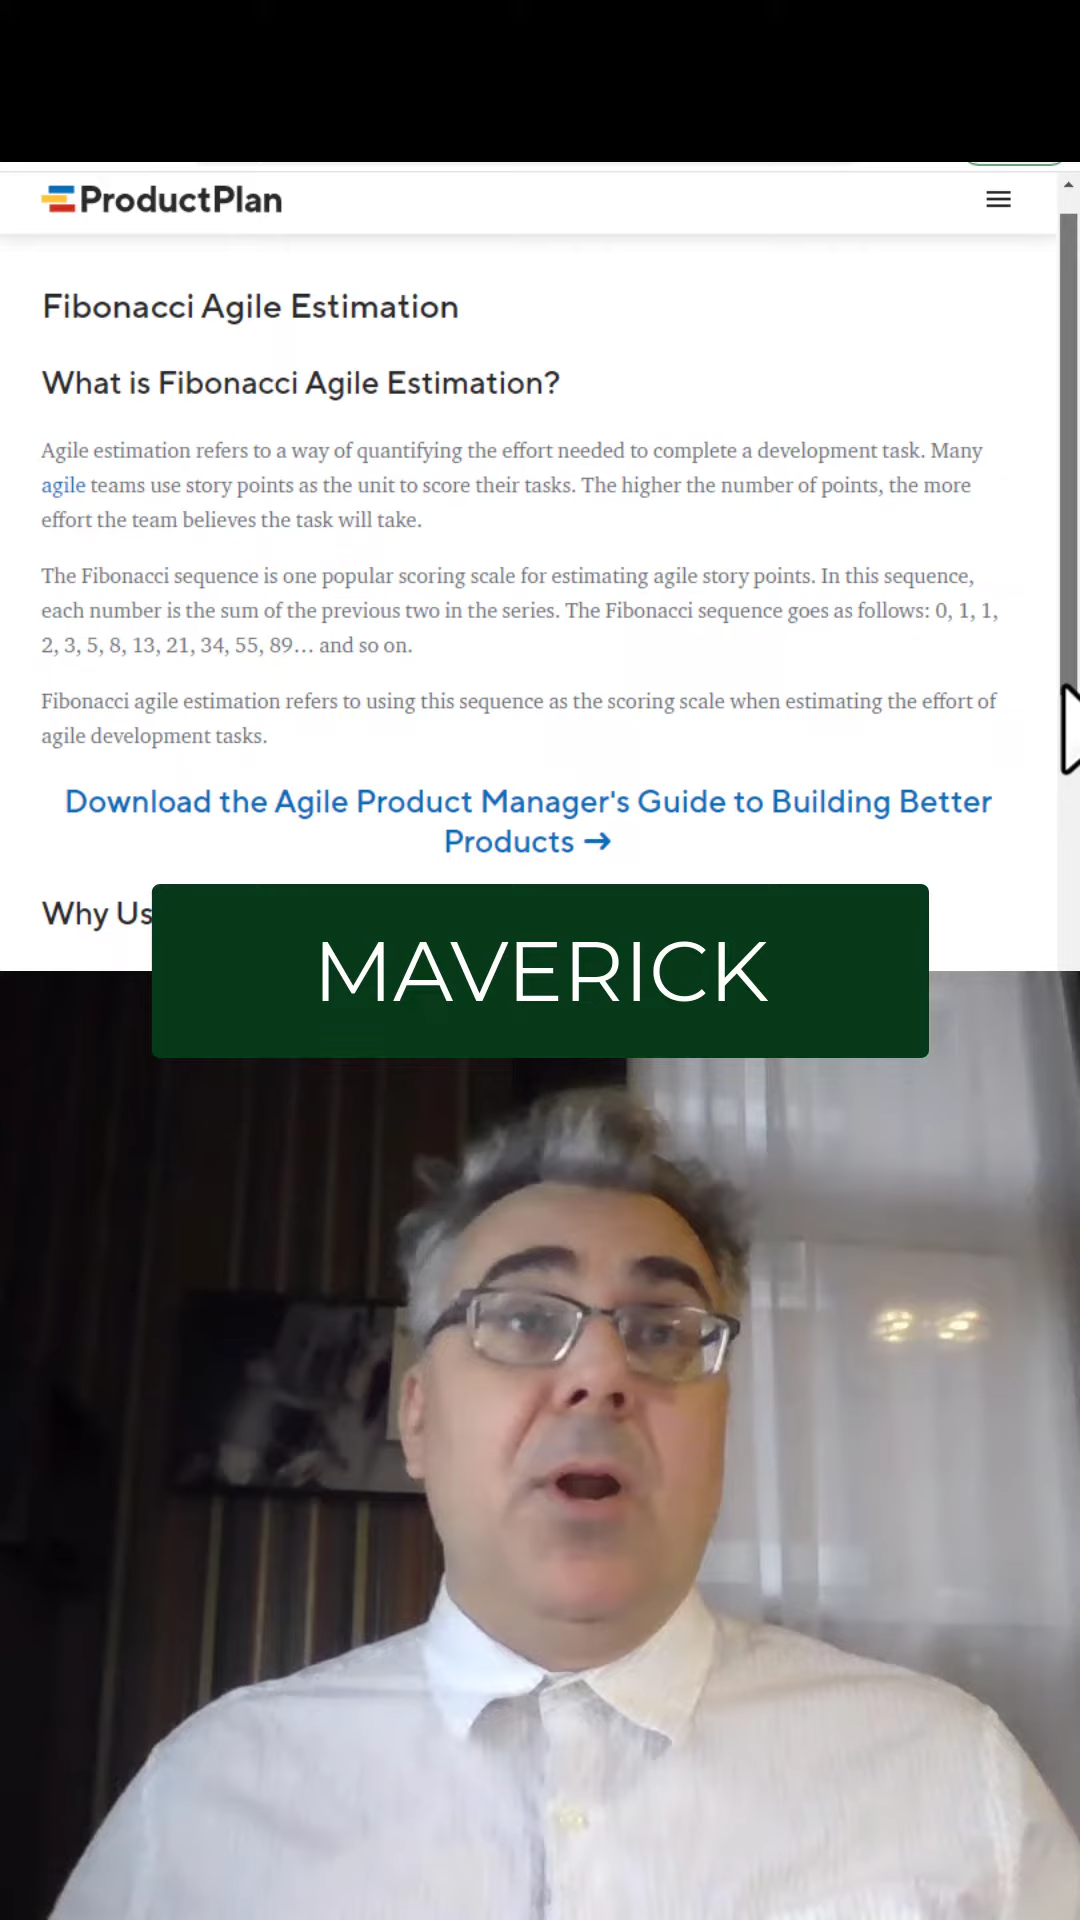 ProductPlan
Fibonacci Agile Estimation
What is Fibonacci Agile Estimation?
Agile estimation refers to a way of quantifying the effort needed to complete a development task. Many
agile teams use story points as the unit to score their tasks. The higher the number of points, the more
effort the team believes the task will take.
The Fibonacci sequence is one popular scoring scale for estimating agile story points. In this sequence,
each number is the sum of the previous two in the series. The Fibonacci sequence goes as follows: 0, 1, 1,
2, 3, 5, 8, 13, 21, 34, 55, 89... and so on.
Fibonacci agile estimation refers to using this sequence as the scoring scale when estimating the effort of
agile development tasks.
Download the Agile Product Manager's Guide to Building Better
Products →
Why Us
MAVERICK